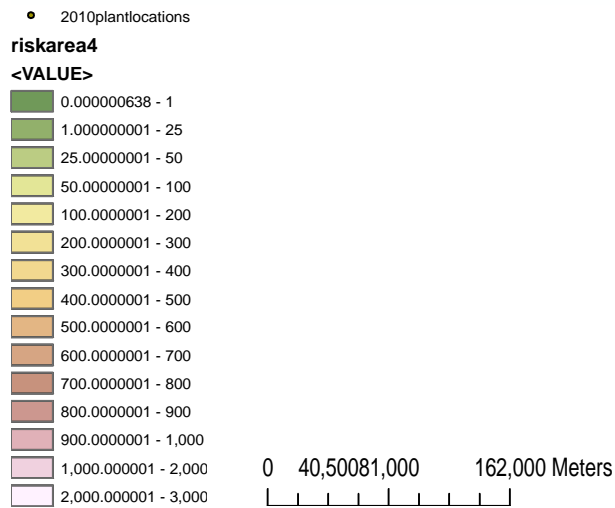 2010plantlocations
riskarea4
<VALUE>
0.000000638 - 1
1.000000001 - 25
25.00000001 - 50
50.00000001 - 100
100.0000001 - 200
200.0000001 - 300
300.0000001 - 400
400.0000001 - 500
500.0000001 - 600
600.0000001 - 700
700.0000001 - 800
800.0000001 - 900
900.0000001 - 1,000
1,000.000001 - 2,000
2,000.000001 - 3,000
0 40,50081,000 162,000 Meters